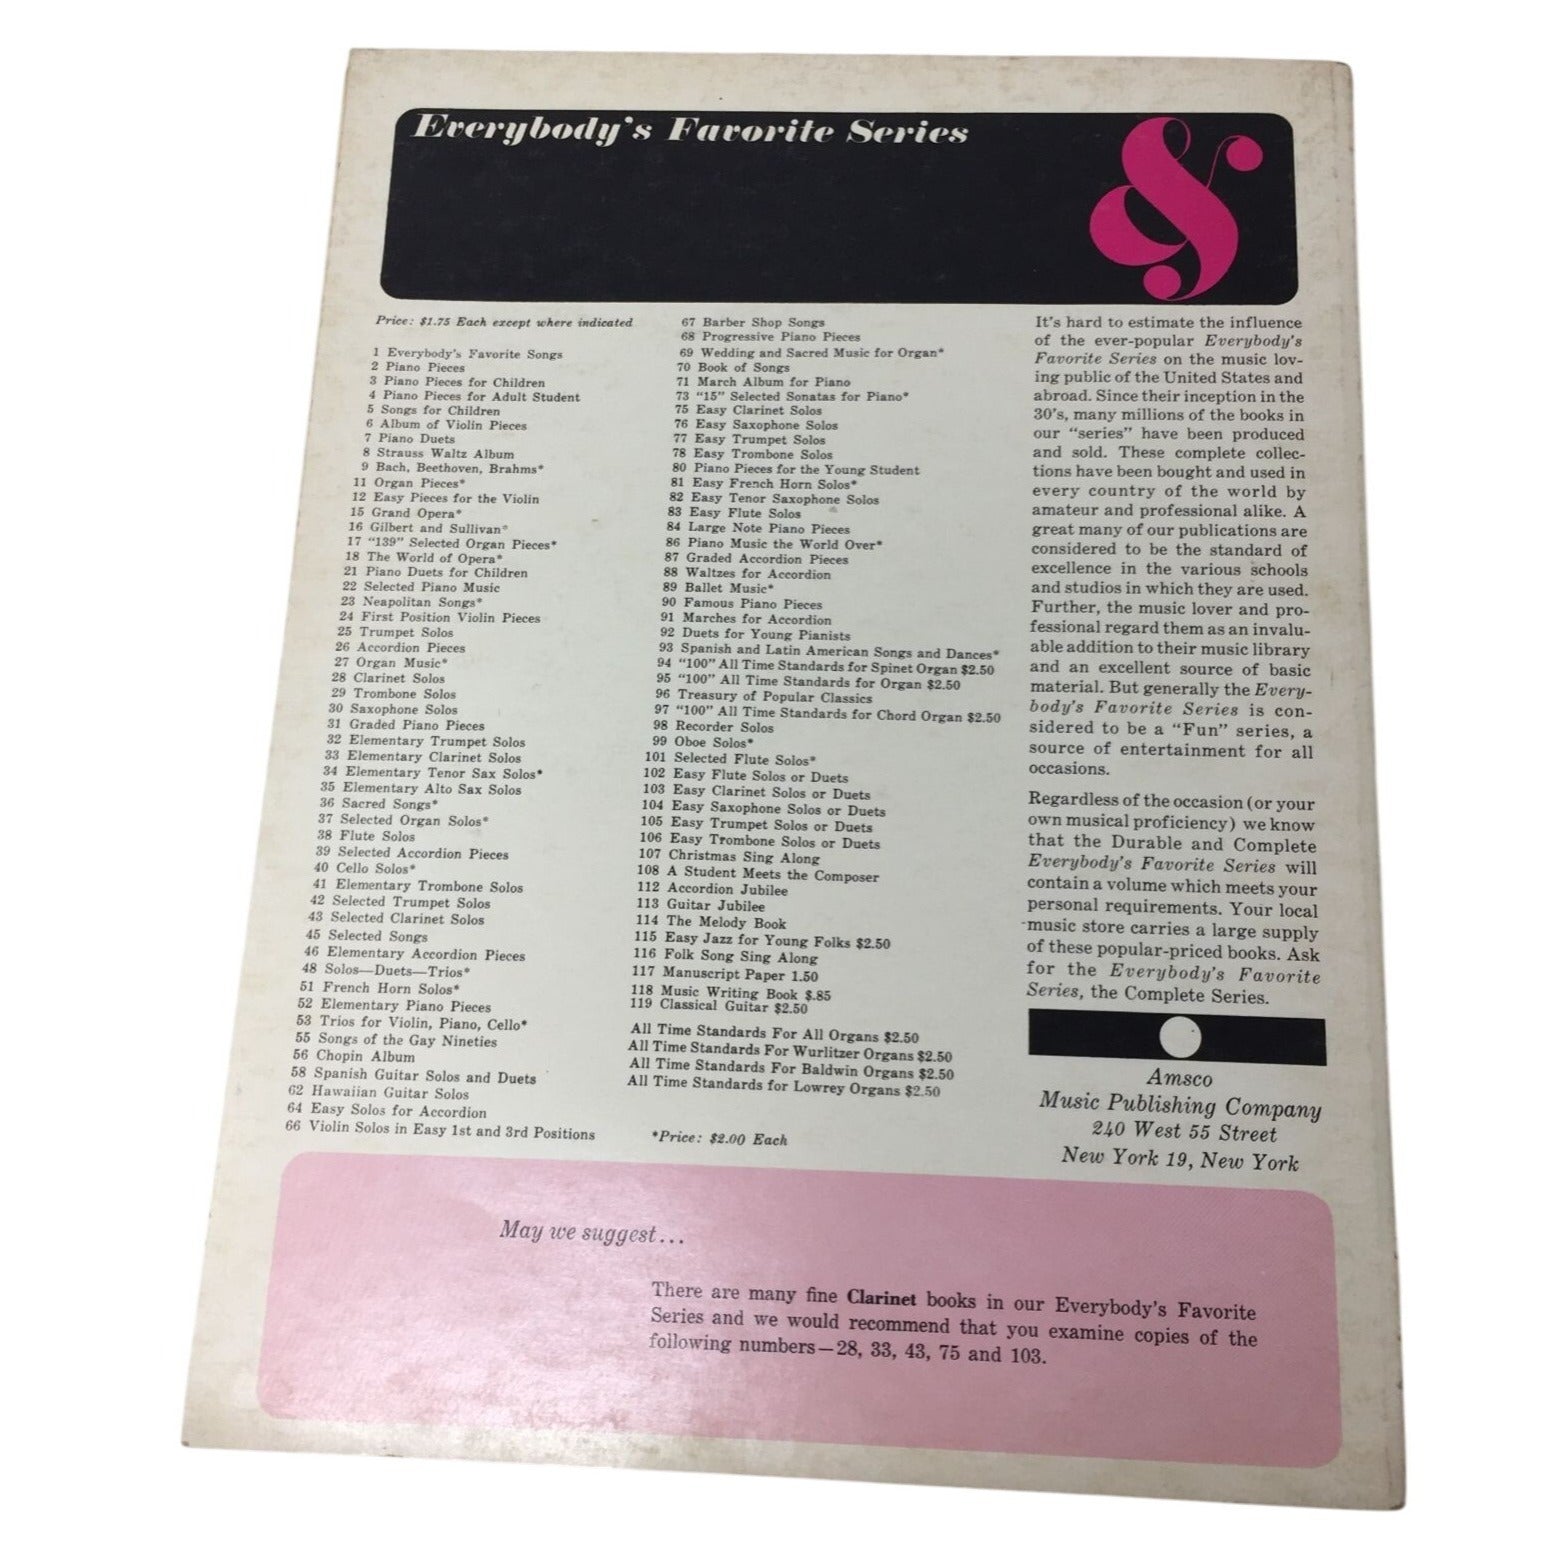 Everybody's Favorite Series
Price: $1.75 Each except where indicated
1 Everybody's Favorite Songs
2 Piano Pieces
3 Piano Pieces for Children
4 Piano Pieces for Adult Student
5 Songs for Children
6 Album of Violin Pieces
7 Piano Duets
8 Strauss Waltz Album
9 Bach, Beethoven, Brahms*
11 Organ Pieces*
12 Easy Pieces for the Violin
15 Grand Opera*
16 Gilbert and Sullivan*
17 "139" Selected Organ Pieces*
18 The World of Opera*
21 Piano Duets for Children
22 Selected Piano Music
23 Neapolitan Songs*
24 First Position Violin Pieces
25 Trumpet Solos
26 Accordion Pieces
27 Organ Music*
28 Clarinet Solos
29 Trombone Solos
30 Saxophone Solos
31 Graded Piano Pieces
32 Elementary Trumpet Solos
33 Elementary Clarinet Solos
34 Elementary Tenor Sax Solos*
35 Elementary Alto Sax Solos
36 Sacred Songs*
37 Selected Organ Solos*
38 Flute Solos
39 Selected Accordion Pieces
40 Cello Solos*
41 Elementary Trombone Solos
42 Selected Trumpet Solos
43 Selected Clarinet Solos
45 Selected Songs
46 Elementary Accordion Pieces
48 Solos—Duets—Trios*
51 French Horn Solos*
52 Elementary Piano Pieces
53 Trios for Violin, Piano, Cello*
55 Songs of the Gay Nineties
56 Chopin Album
58 Spanish Guitar Solos and Duets
62 Hawaiian Guitar Solos
64 Easy Solos for Accordion
66 Violin Solos in Easy 1st and 3rd Positions
67 Barber Shop Songs
68 Progressive Piano Pieces
69 Wedding and Sacred Music for Organ*
70 Book of Songs
71 March Album for Piano
73 "15" Selected Sonatas for Piano*
75 Easy Clarinet Solos
76 Easy Saxophone Solos
77 Easy Trumpet Solos
78 Easy Trombone Solos
80 Piano Pieces for the Young Student
81 Easy French Horn Solos*
82 Easy Tenor Saxophone Solos
83 Easy Flute Solos
84 Large Note Piano Pieces
86 Piano Music the World Over*
87 Graded Accordion Pieces
88 Waltzes for Accordion
89 Ballet Music*
90 Famous Piano Pieces
91 Marches for Accordion
92 Duets for Young Pianists
93 Spanish and Latin American Songs and Dances*
94 "100" All Time Standards for Spinet Organ $2.50
95 "100" All Time Standards for Organ $2.50
96 Treasury of Popular Classics
97 "100" All Time Standards for Chord Organ $2.50
98 Recorder Solos
99 Oboe Solos*
101 Selected Flute Solos*
102 Easy Flute Solos or Duets
103 Easy Clarinet Solos or Duets
104 Easy Saxophone Solos or Duets
105 Easy Trumpet Solos or Duets
106 Easy Trombone Solos or Duets
107 Christmas Sing Along
108 A Student Meets the Composer
112 Accordion Jubilee
113 Guitar Jubilee
114 The Melody Book
115 Easy Jazz for Young Folks $2.50
116 Folk Song Sing Along
117 Manuscript Paper 1.50
118 Music Writing Book $.85
119 Classical Guitar $2.50
All Time Standards For All Organs $2.50
All Time Standards For Wurlitzer Organs $2.50
All Time Standards For Baldwin Organs $2.50
All Time Standards for Lowrey Organs $2.50
*Price: $2.00 Each
It's hard to estimate the influence
of the ever-popular Everybody's
Favorite Series on the music lov-
ing public of the United States and
abroad. Since their inception in the
30's, many millions of the books in
our "series" have been produced
and sold. These complete collec-
tions have been bought and used in
every country of the world by
amateur and professional alike. A
great many of our publications are
considered to be the standard of
excellence in the various schools
and studios in which they are used.
Further, the music lover and pro-
fessional regard them as an invalu-
able addition to their music library
and an excellent source of basic
material. But generally the Every-
body's Favorite Series is con-
sidered to be a "Fun" series, a
source of entertainment for all
occasions.
Regardless of the occasion (or your
own musical proficiency) we know
that the Durable and Complete
Everybody's Favorite Series will
contain a volume which meets your
personal requirements. Your local
music store carries a large supply
of these popular-priced books. Ask
for the Everybody's Favorite
Series, the Complete Series.
Amsco
Music Publishing Company
240 West 55 Street
New York 19, New York
May we suggest...
There are many fine Clarinet books in our Everybody's Favorite
Series and we would recommend that you examine copies of the
following numbers—28, 33, 43, 75 and 103.